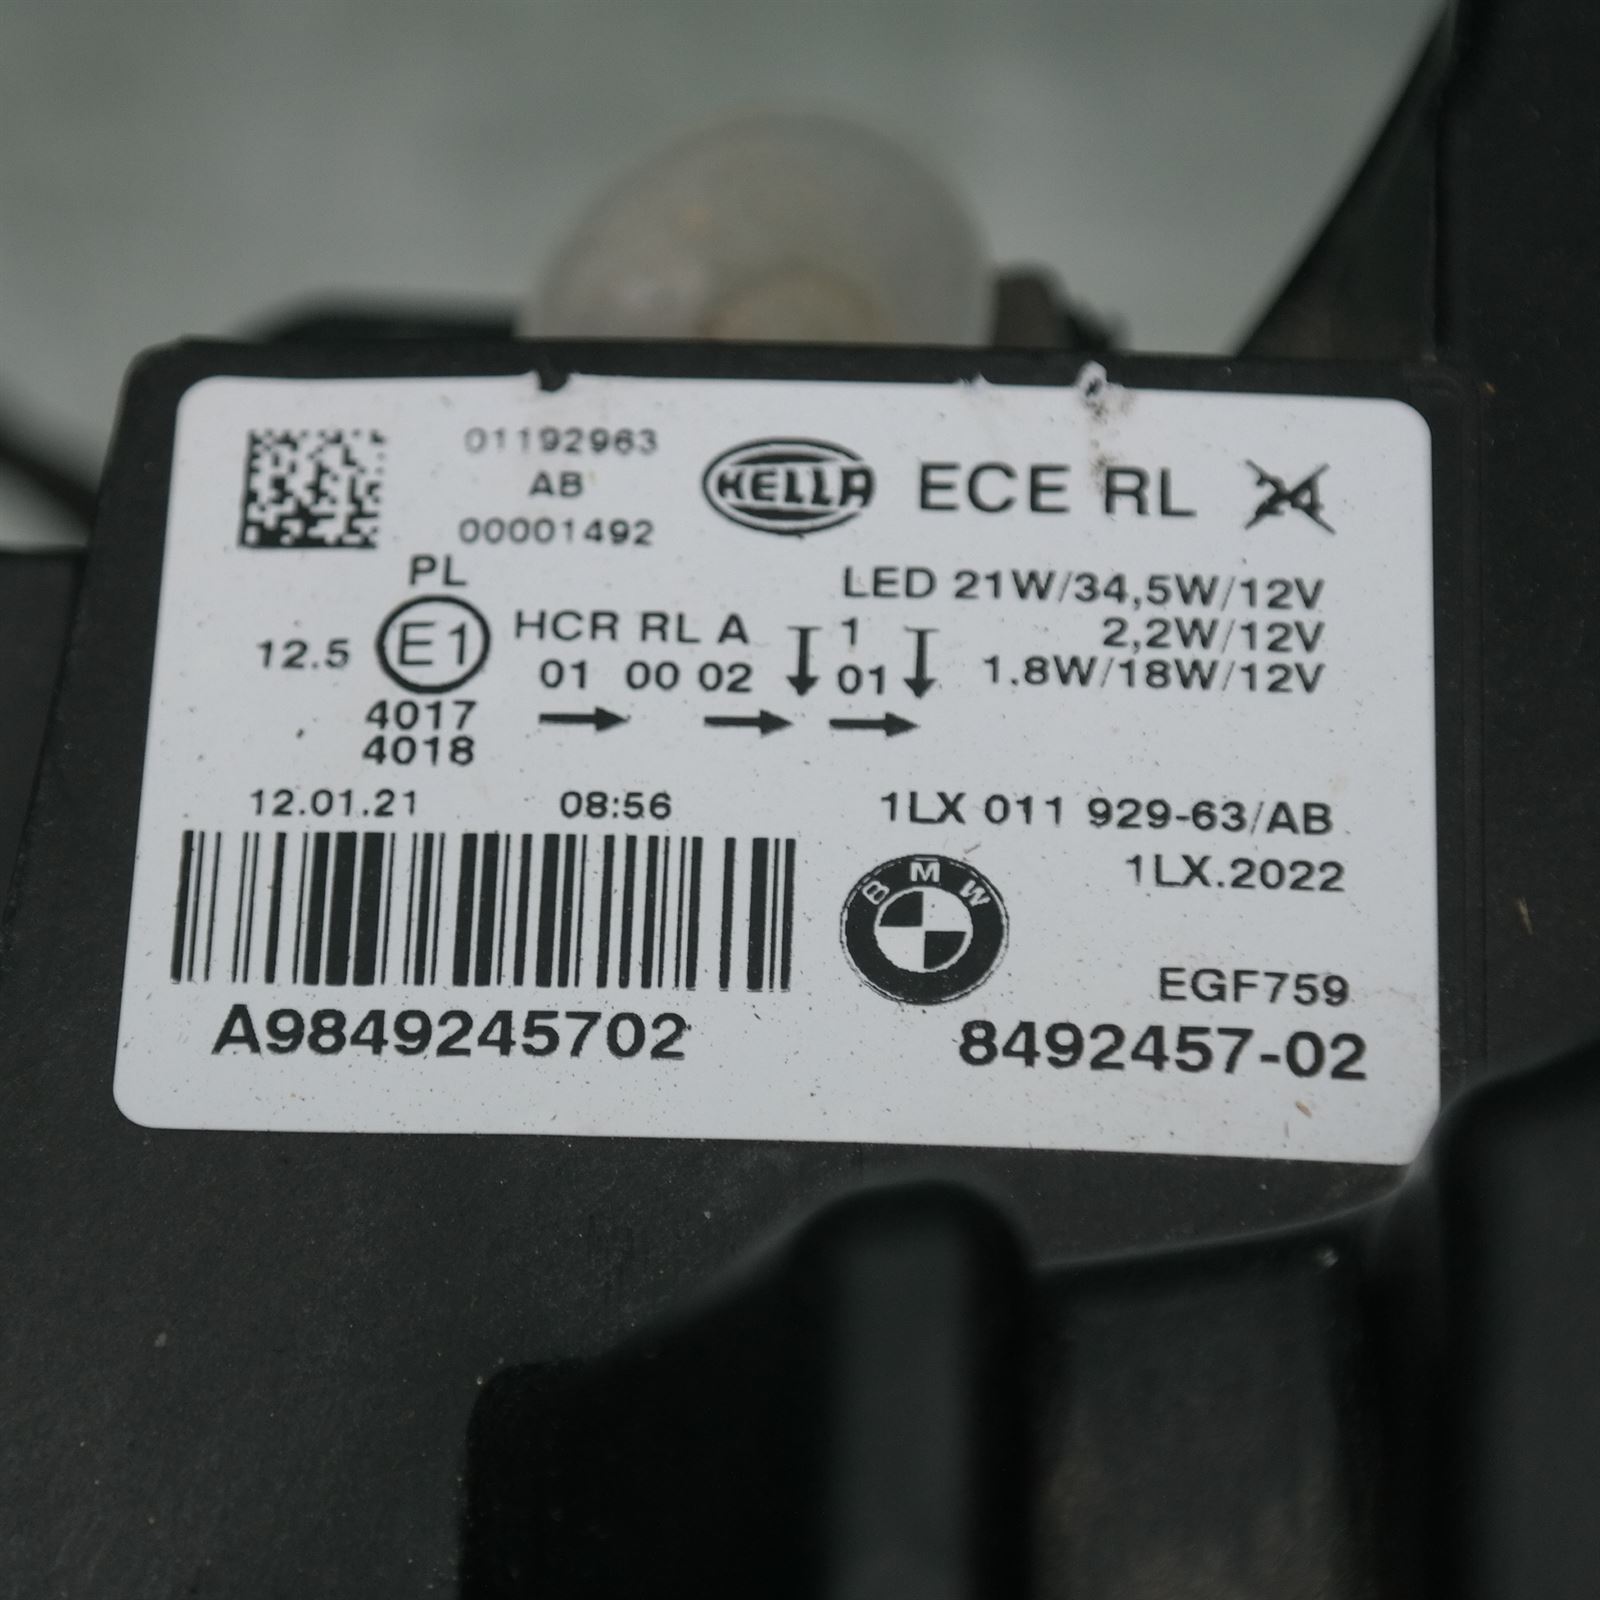 01192963
AB
00001492
HELLA ECE RL 24
PL
LED 21W/34,5W/12V
12.5 E1 HCR RL A 1 2,2W/12V
01 00 02 01 1.8W/18W/12V
4017
4018
12.01.21 08:56
1LX 011 929-63/AB
1LX.2022
BMW
EGF759
A9849245702
8492457-02